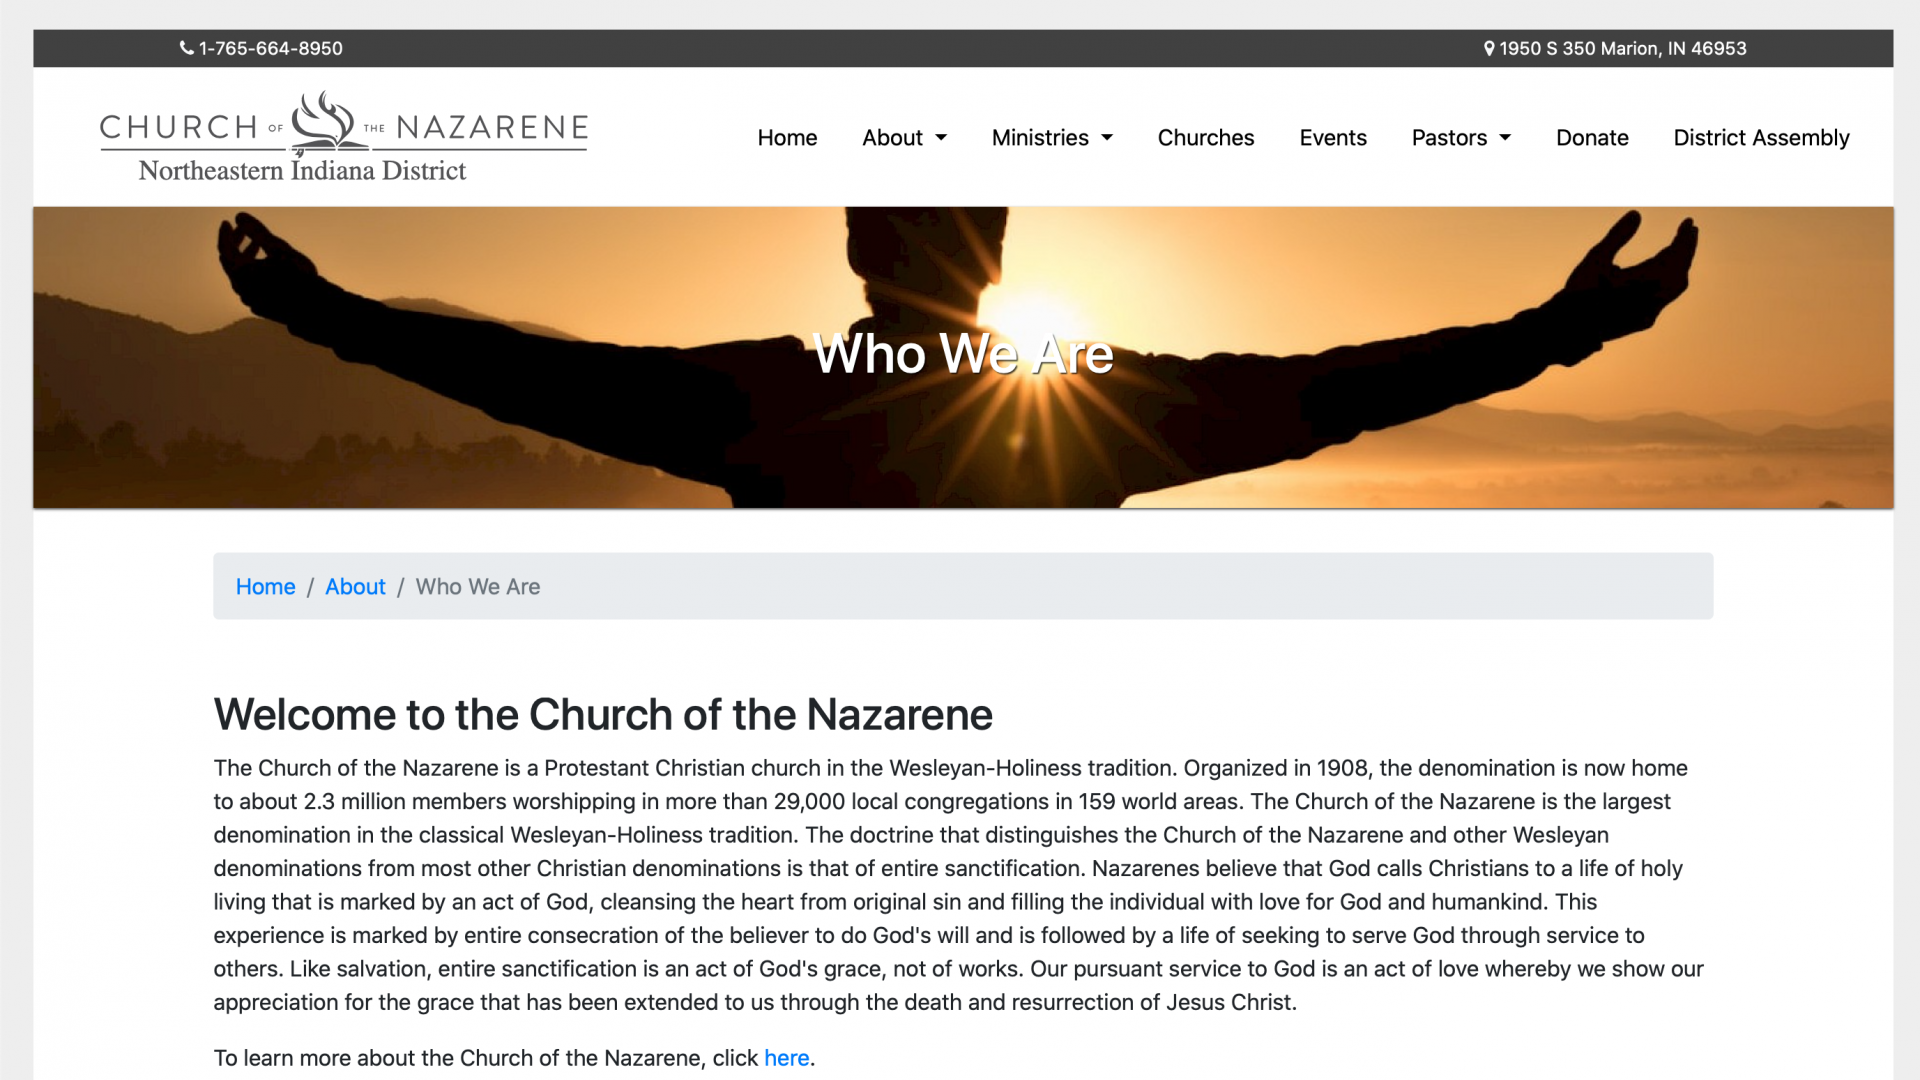 1-765-664-8950
1950 S 350 Marion, IN 46953
CHURCH OF THE NAZARENE
Northeastern Indiana District
Home About Ministries Churches Events Pastors Donate District Assembly
Who We Are
Home / About / Who We Are
Welcome to the Church of the Nazarene
The Church of the Nazarene is a Protestant Christian church in the Wesleyan-Holiness tradition. Organized in 1908, the denomination is now home
to about 2.3 million members worshipping in more than 29,000 local congregations in 159 world areas. The Church of the Nazarene is the largest
denomination in the classical Wesleyan-Holiness tradition. The doctrine that distinguishes the Church of the Nazarene and other Wesleyan
denominations from most other Christian denominations is that of entire sanctification. Nazarenes believe that God calls Christians to a life of holy
living that is marked by an act of God, cleansing the heart from original sin and filling the individual with love for God and humankind. This
experience is marked by entire consecration of the believer to do God's will and is followed by a life of seeking to serve God through service to
others. Like salvation, entire sanctification is an act of God's grace, not of works. Our pursuant service to God is an act of love whereby we show our
appreciation for the grace that has been extended to us through the death and resurrection of Jesus Christ.
To learn more about the Church of the Nazarene, click here.